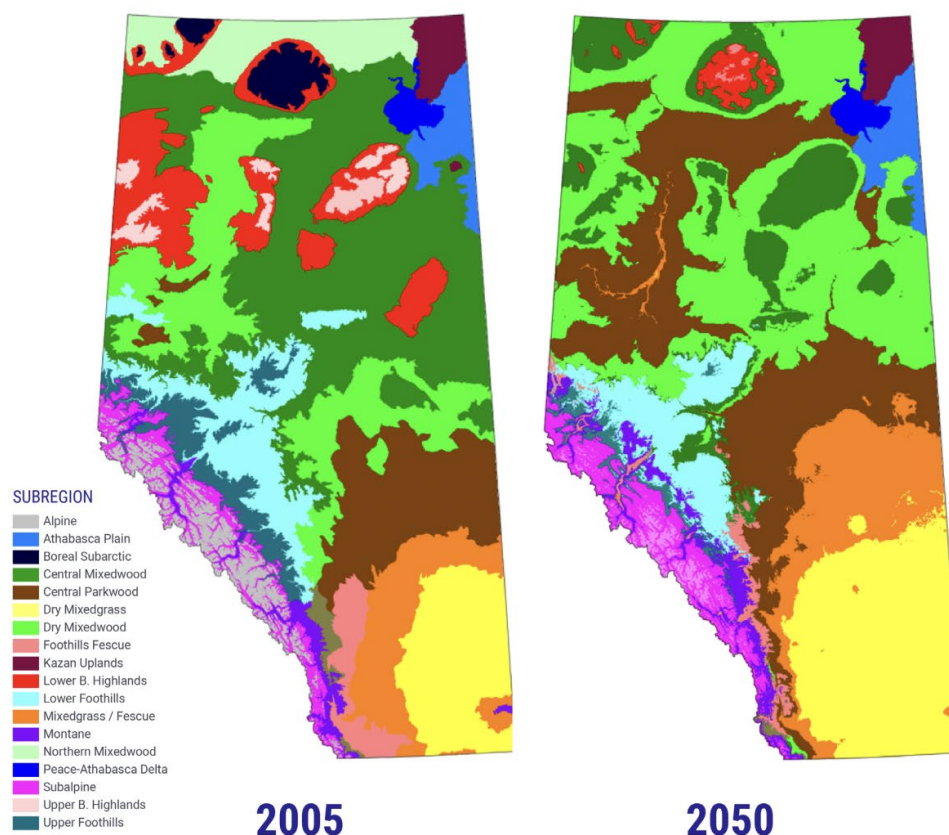 SUBREGION
Alpine
Athabasca Plain
Boreal Subarctic
Central Mixedwood
Central Parkwood
Dry Mixedgrass
Dry Mixedwood
Foothills Fescue
Kazan Uplands
Lower B. Highlands
Lower Foothills
Mixedgrass / Fescue
Montane
Northern Mixedwood
Peace-Athabasca Delta
Subalpine
Upper B. Highlands
Upper Foothills
2005
2050